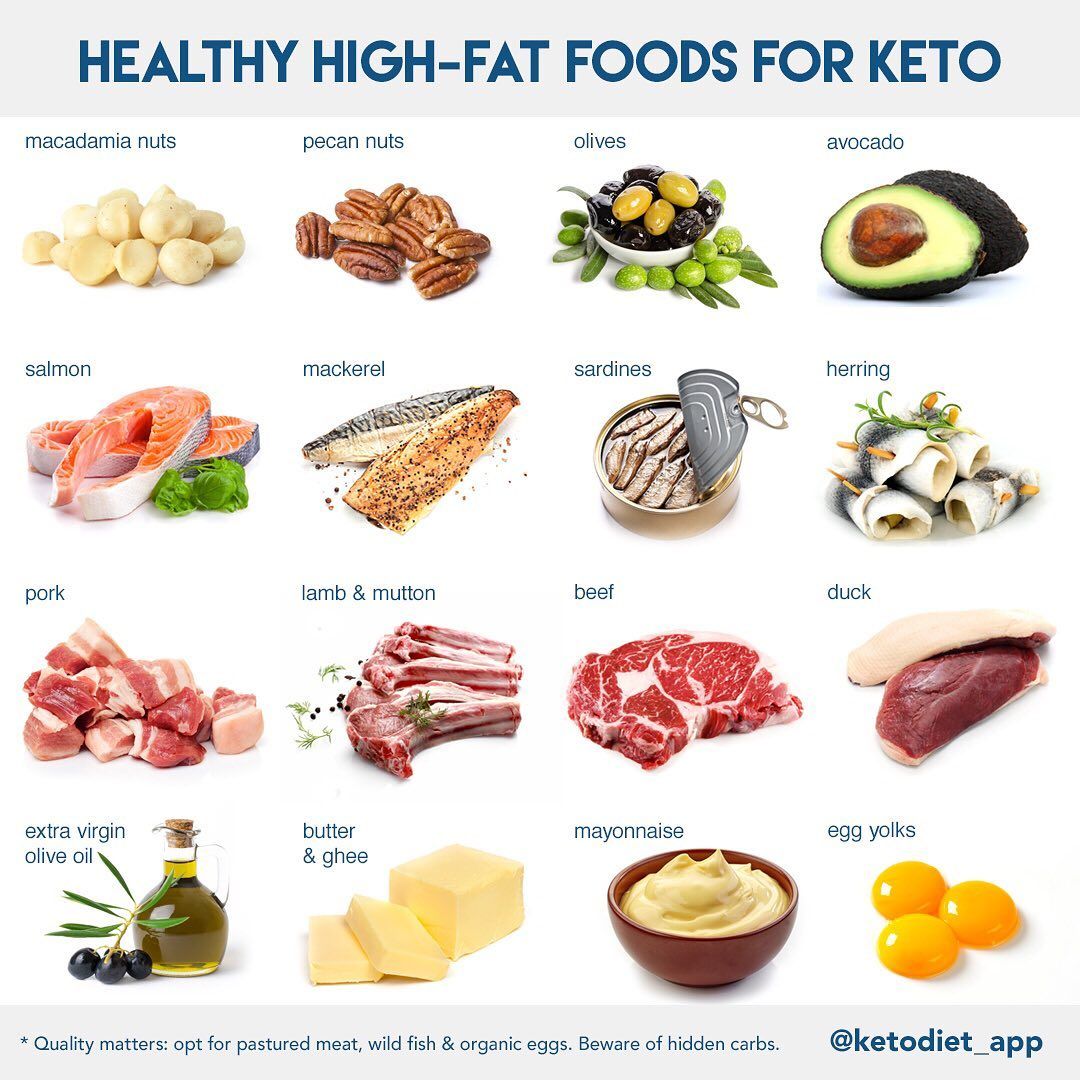 HEALTHY HIGH-FAT FOODS FOR KETO
macadamia nuts
pecan nuts
olives
avocado
salmon
mackerel
sardines
herring
pork
lamb & mutton
beef
duck
extra virgin
olive oil
butter
& ghee
mayonnaise
egg yolks
* Quality matters: opt for pastured meat, wild fish & organic eggs. Beware of hidden carbs.
@ketodiet_app